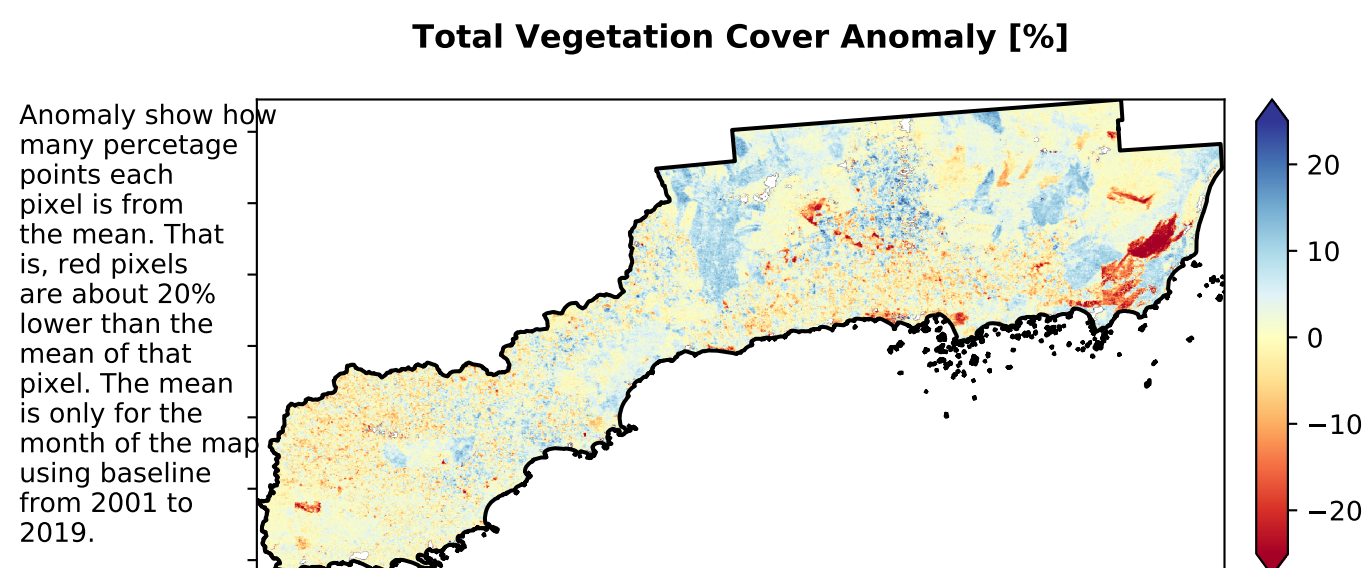 Total Vegetation Cover Anomaly [%]
Anomaly show how
many percetage
points each
pixel is from
the mean. That
is, red pixels
are about 20%
lower than the
mean of that
pixel. The mean
is only for the
month of the map
using baseline
from 2001 to
2019.
20
10
0
−10
−20